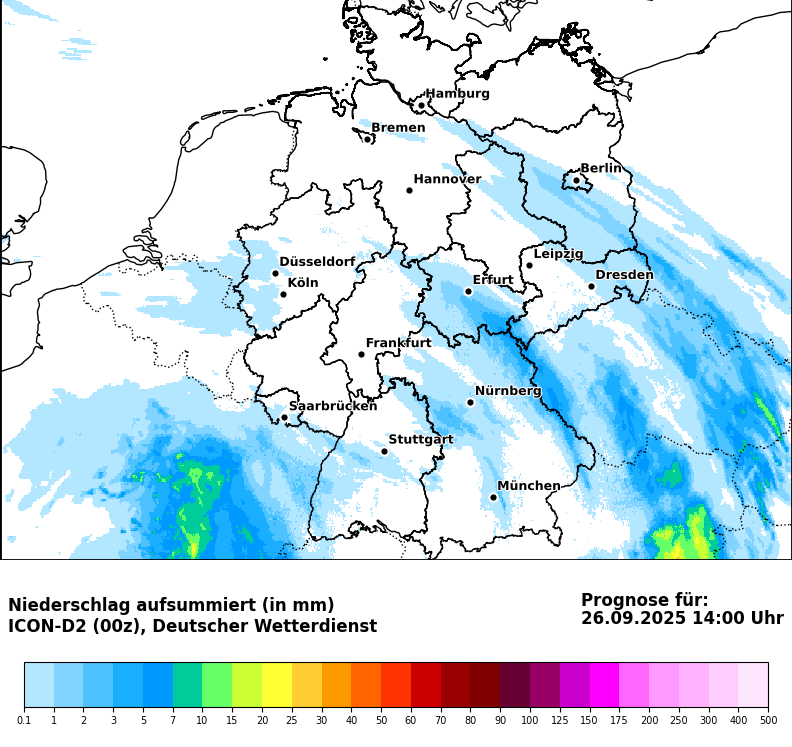 Hamburg
Bremen
Berlin
Hannover
Leipzig
Düsseldorf
Dresden
Köln
Erfurt
Frankfurt
Nürnberg
Saarbrücken
Stuttgart
München
Niederschlag aufsummiert (in mm)
ICON-D2 (00z), Deutscher Wetterdienst
Prognose für:
26.09.2025 14:00 Uhr
0.1 1 2 3 5 7 10 15 20 25 30 40 50 60 70 80 90 100 125 150 175 200 250 300 400 500